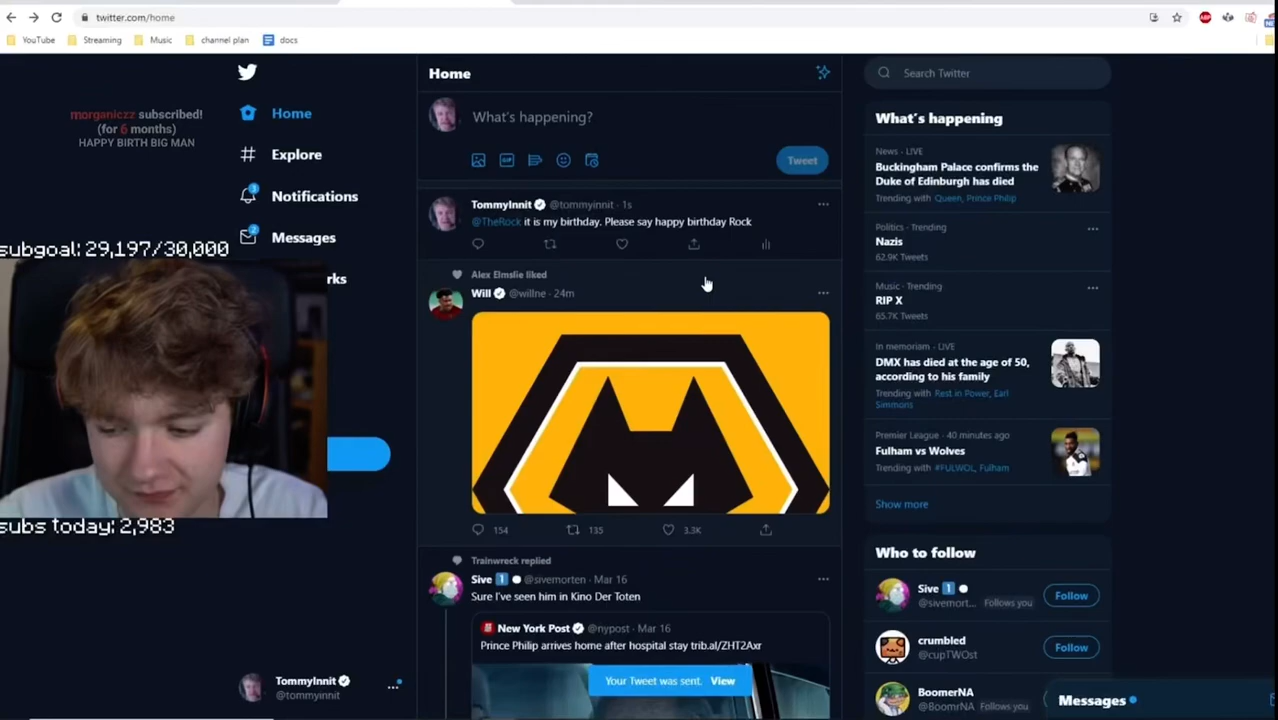 twitter.com/home
ABP
YouTube
Streaming
Music
channel plan
docs
morganiczz subscribed!
(for 6 months)
HAPPY BIRTH BIG MAN
Home
Explore
3
Notifications
2
Messages
rks
subgoal: 29,197/30,000
subs today: 2,983
TommyInnit
@tommyinnit
Home
What's happening?
GIF
Tweet
TommyInnit @tommyinnit · 1s
@TheRock it is my birthday. Please say happy birthday Rock
Alex Elmslie liked
Will @willne · 24m
154 135 3.3K
Trainwreck replied
Sive 1 @sivemorten · Mar 16
Sure I've seen him in Kino Der Toten
New York Post @nypost · Mar 16
Prince Philip arrives home after hospital stay trib.al/ZHT2Axr
Your Tweet was sent. View
Search Twitter
What's happening
News · LIVE
Buckingham Palace confirms the
Duke of Edinburgh has died
Trending with Queen, Prince Philip
Politics · Trending
Nazis
62.9K Tweets
Music · Trending
RIP X
65.7K Tweets
In memoriam · LIVE
DMX has died at the age of 50,
according to his family
Trending with Rest in Power, Earl
Simmons
Premier League · 40 minutes ago
Fulham vs Wolves
Trending with #FULWOL, Fulham
Show more
Who to follow
Sive 1
@sivemort... Follows you
Follow
crumbled
@cupTWOst
Follow
BoomerNA
@BoomrNA Follows you
Messages